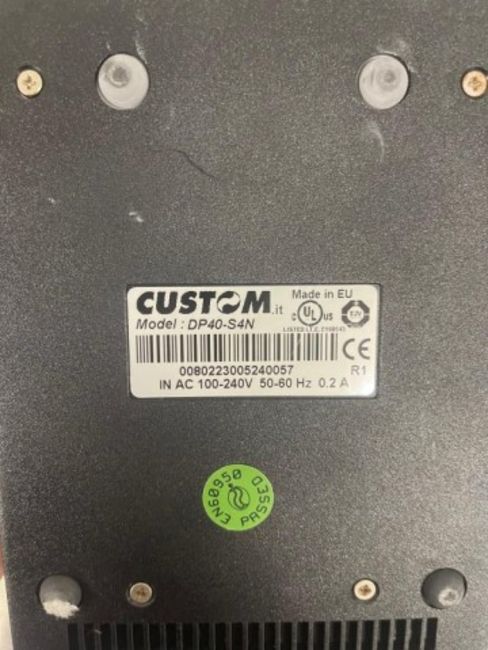 CUSTOM.it
Made in EU
Model : DP40-S4N
c UL us
CE
0080223005240057 R1
IN AC 100-240V 50-60 Hz 0.2 A
EN60950 PASSED